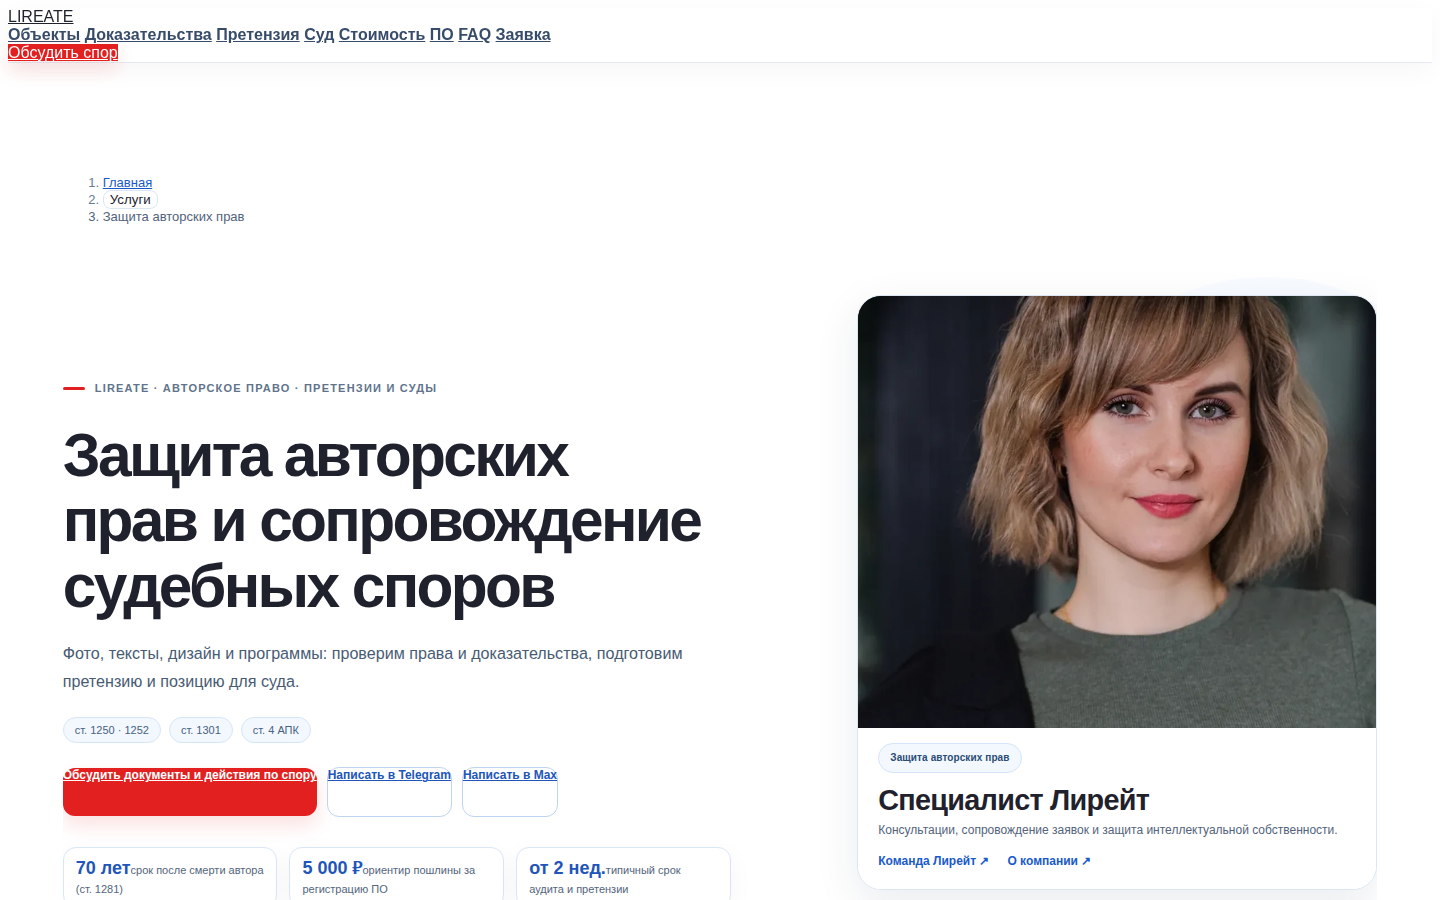 LIREATE
Объекты Доказательства Претензия Суд Стоимость ПО FAQ Заявка
Обсудить спор
1. Главная
2. Услуги
3. Защита авторских прав
LIREATE · АВТОРСКОЕ ПРАВО · ПРЕТЕНЗИИ И СУДЫ
Защита авторских
прав и сопровождение
судебных споров
Фото, тексты, дизайн и программы: проверим права и доказательства, подготовим
претензию и позицию для суда.
ст. 1250 · 1252 ст. 1301 ст. 4 АПК
Обсудить документы и действия по спору Написать в Telegram Написать в Max
70 лет срок после смерти автора
(ст. 1281)
5 000 ₽ ориентир пошлины за
регистрацию ПО
от 2 нед. типичный срок
аудита и претензии
Защита авторских прав
Специалист Лирейт
Консультации, сопровождение заявок и защита интеллектуальной собственности.
Команда Лирейт ↗ О компании ↗